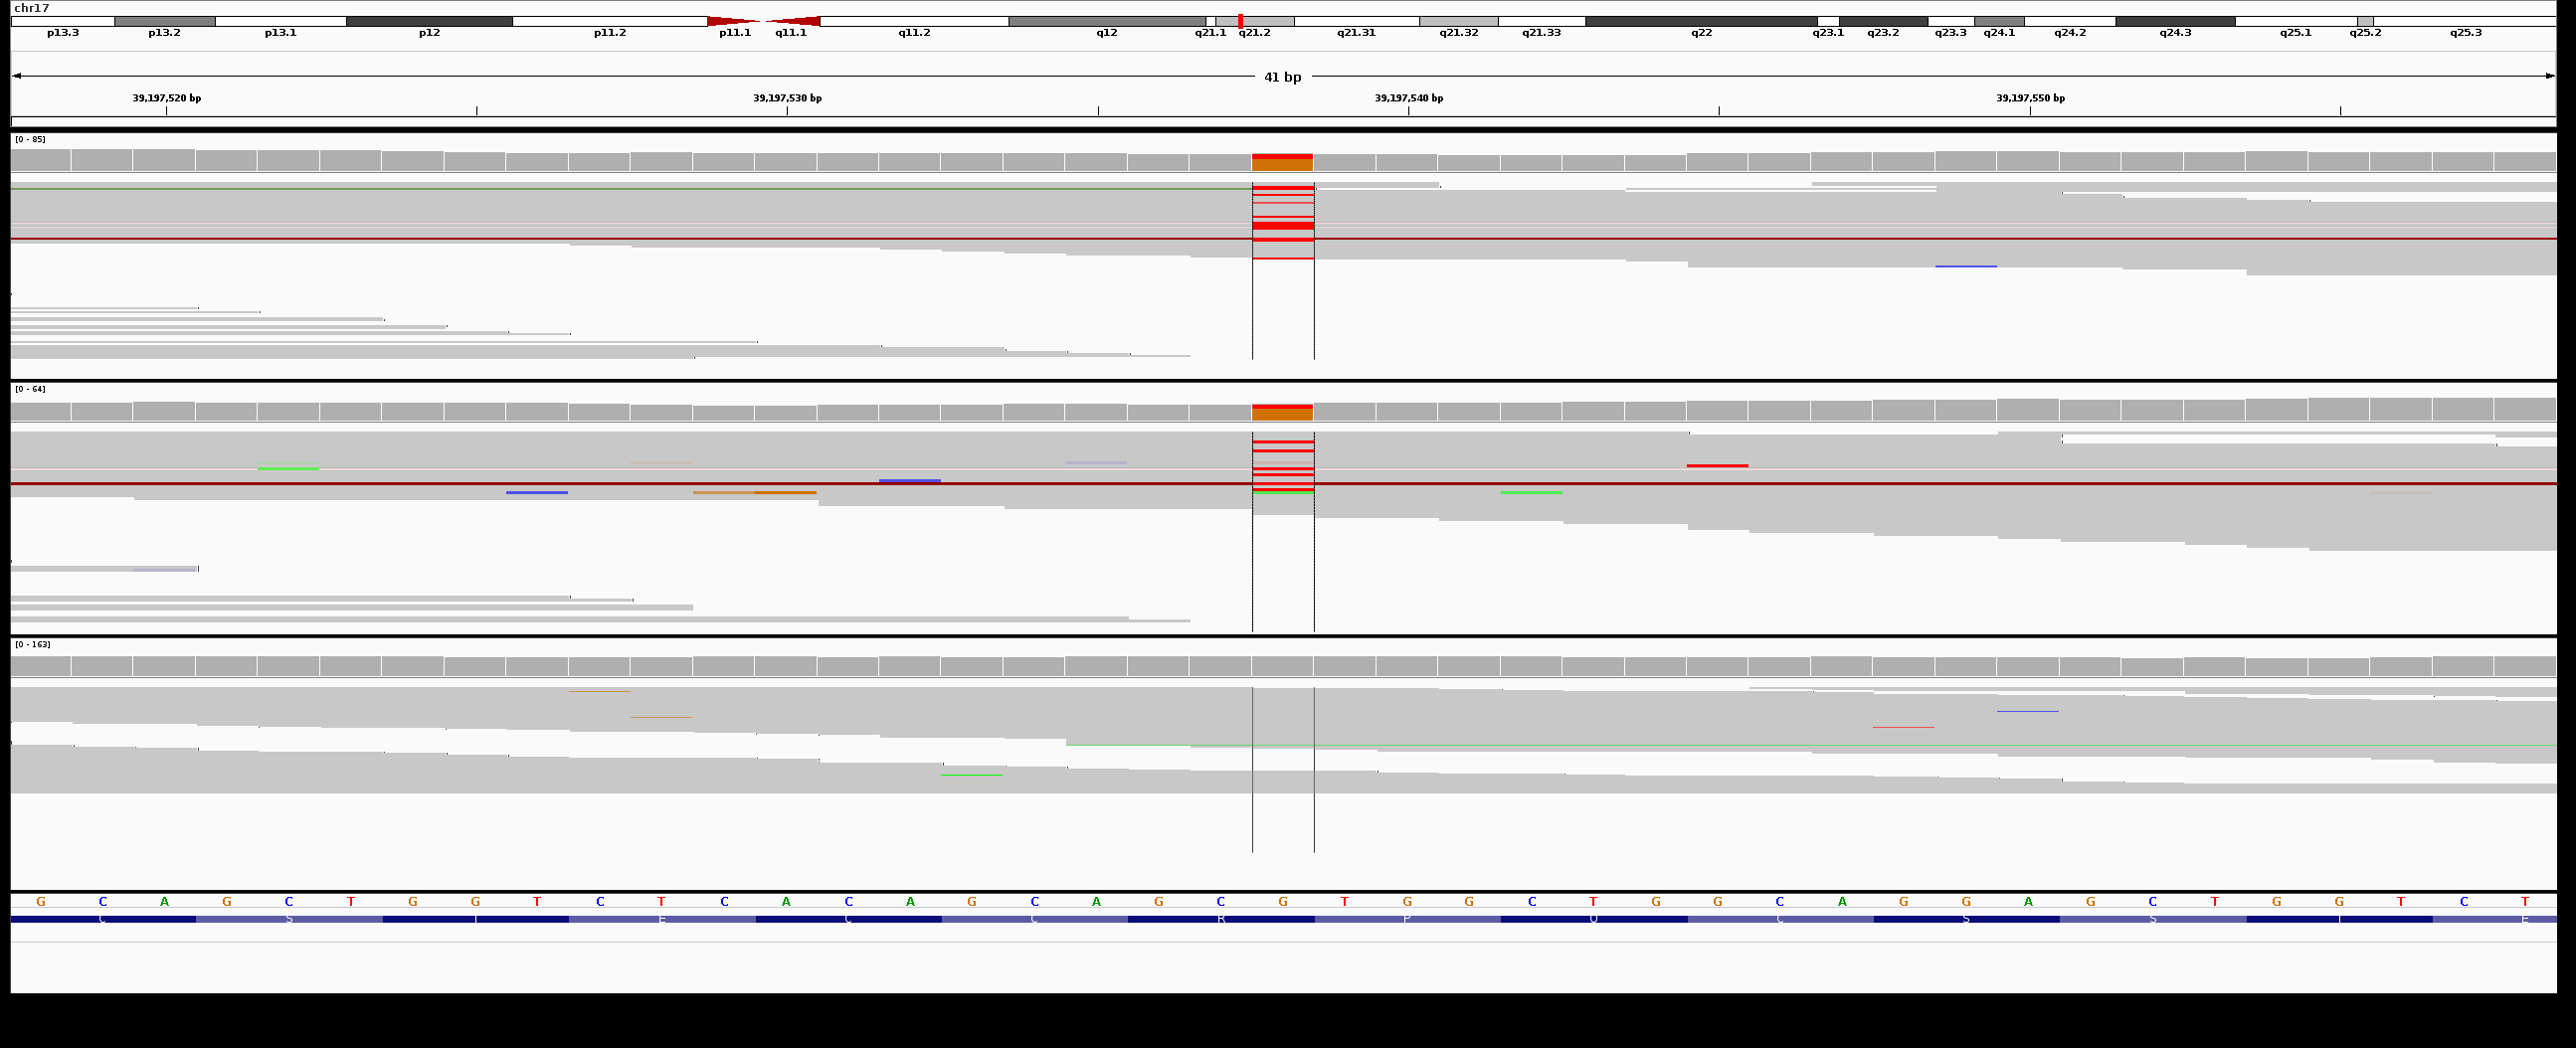 chr17
p13.3 p13.2 p13.1 p12 p11.2 p11.1 q11.1 q11.2 q12 q21.1 q21.2 q21.31 q21.32 q21.33 q22 q23.1 q23.2 q23.3 q24.1 q24.2 q24.3 q25.1 q25.2 q25.3
41 bp
39,197,520 bp 39,197,530 bp 39,197,540 bp 39,197,550 bp
[0 - 85]
[0 - 64]
[0 - 163]
G C A G C T G G T C T C A C A G C A G C G T G G C T G G C A G G A G C T G G T C T
C S T E C C R P Q C S S T E